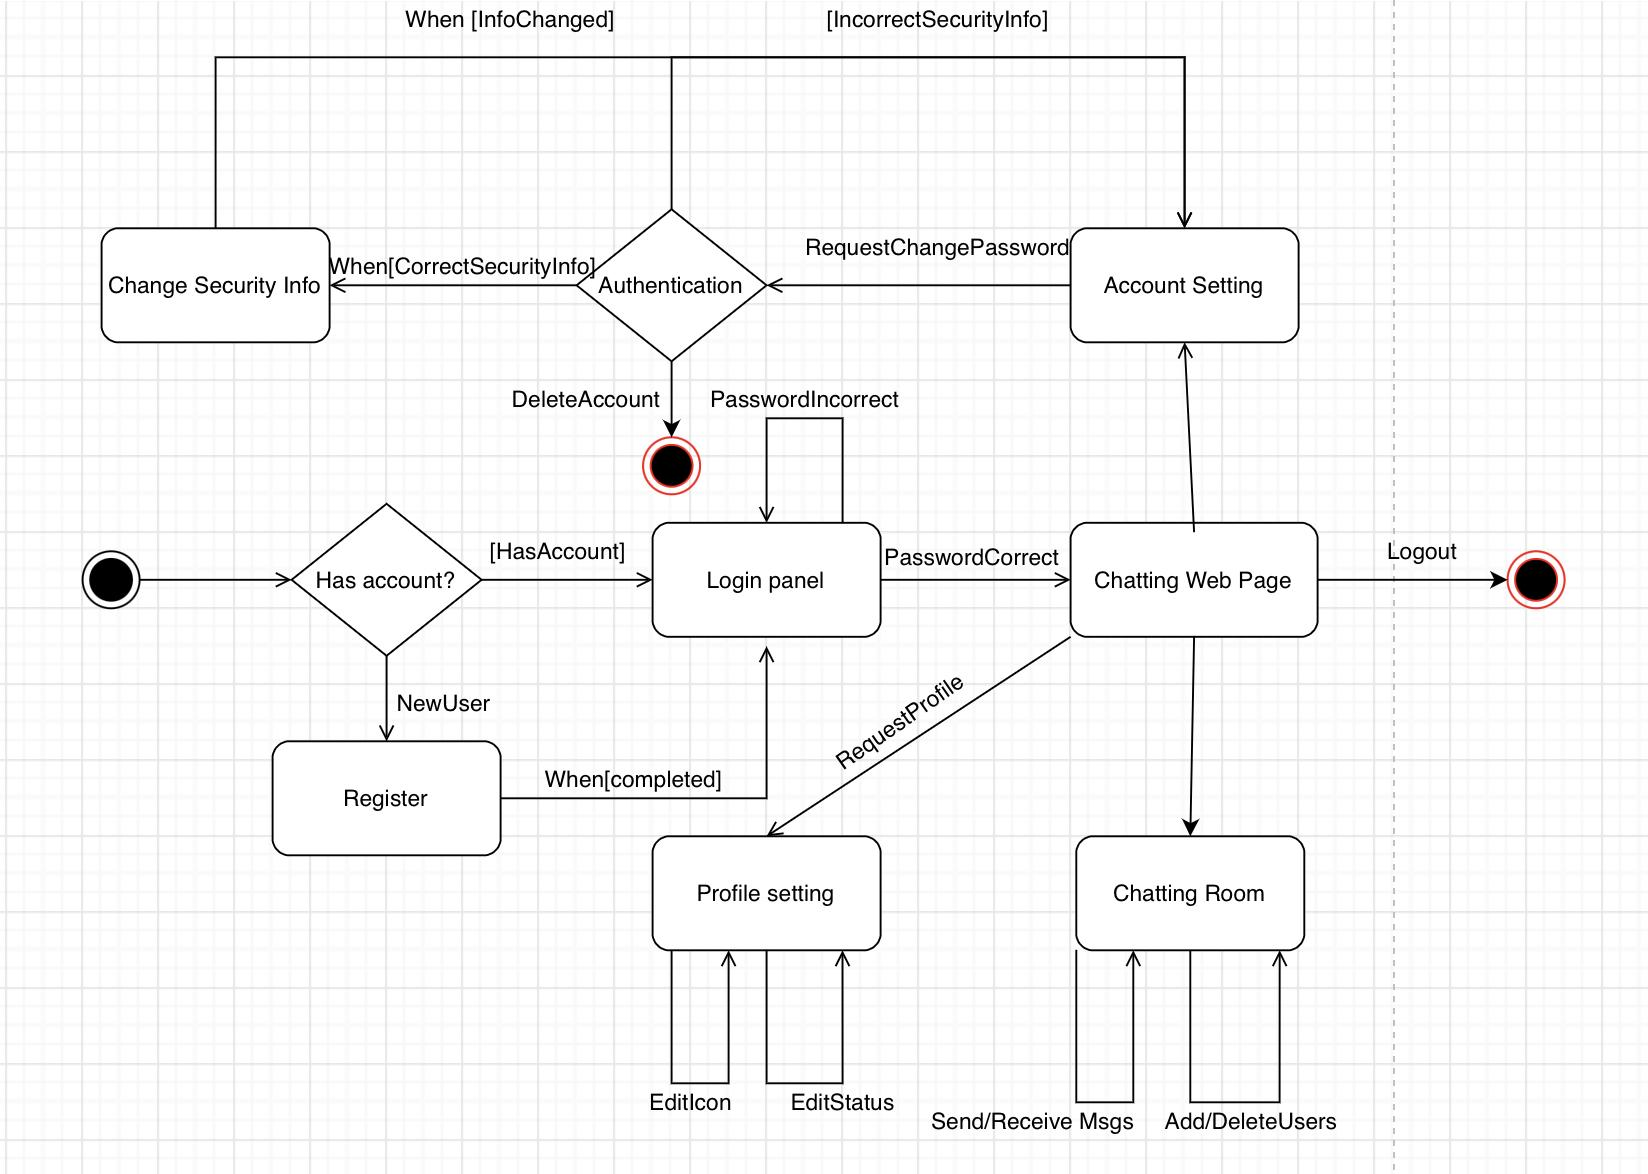 When [InfoChanged]
[IncorrectSecurityInfo]
RequestChangePassword
When[CorrectSecurityInfo]
Change Security Info
Authentication
Account Setting
DeleteAccount
PasswordIncorrect
[HasAccount]
PasswordCorrect
Logout
Has account?
Login panel
Chatting Web Page
NewUser
RequestProfile
When[completed]
Register
Profile setting
Chatting Room
EditIcon
EditStatus
Send/Receive Msgs
Add/DeleteUsers